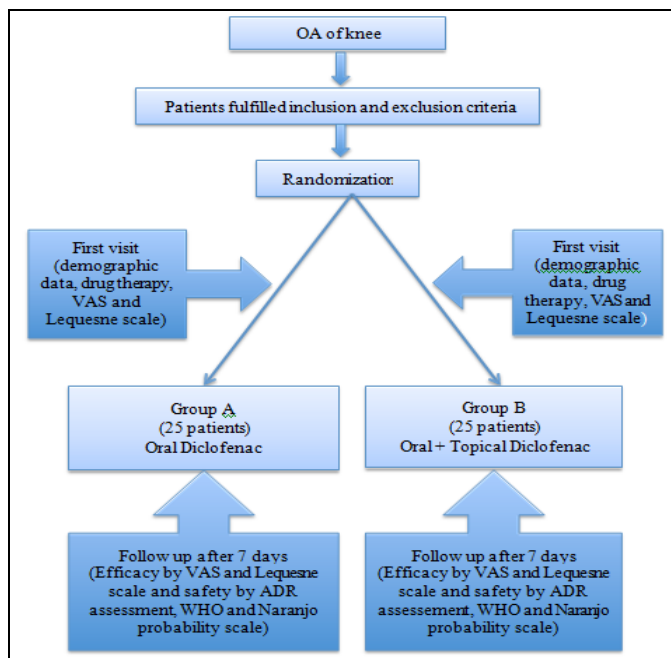 OA of knee
Patients fulfilled inclusion and exclusion criteria
Randomization
First visit
(demographic
data, drug therapy,
VAS and
Lequesne scale)
First visit
(demographic
data, drug
therapy, VAS and
Lequesne scale)
Group A
(25 patients)
Oral Diclofenac
Group B
(25 patients)
Oral + Topical Diclofenac
Follow up after 7 days
(Efficacy by VAS and Lequesne
scale and safety by ADR
assessment, WHO and Naranjo
probability scale)
Follow up after 7 days
(Efficacy by VAS and Lequesne
scale and safety by ADR
assessement, WHO and Naranjo
probability scale)